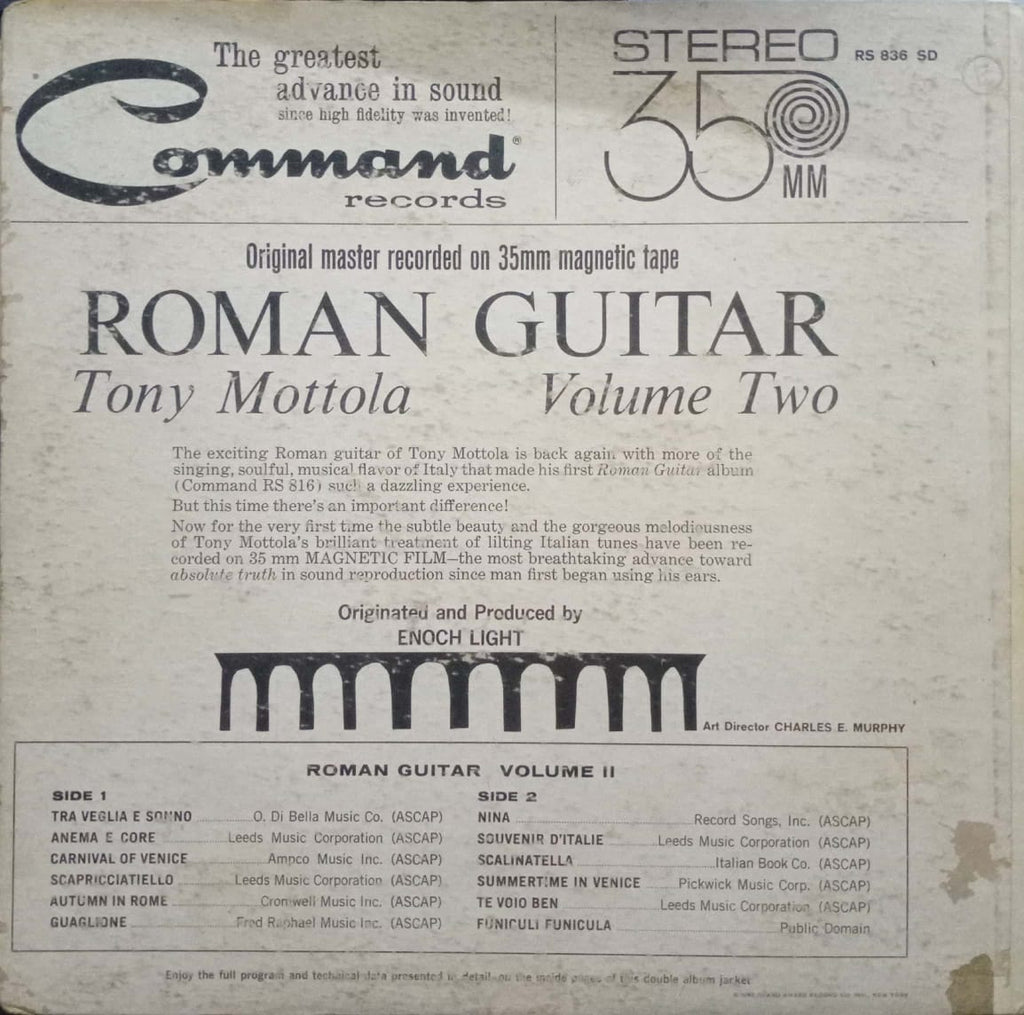 The greatest
advance in sound
since high fidelity was invented!
Command®
records
STEREO
RS 836 SD
35
MM
Original master recorded on 35mm magnetic tape
ROMAN GUITAR
Tony Mottola Volume Two
The exciting Roman guitar of Tony Mottola is back again with more of the
singing, soulful, musical flavor of Italy that made his first Roman Guitar album
(Command RS 816) such a dazzling experience.
But this time there's an important difference!
Now for the very first time the subtle beauty and the gorgeous melodiousness
of Tony Mottola's brilliant treatment of lilting Italian tunes have been re-
corded on 35 mm MAGNETIC FILM—the most breathtaking advance toward
absolute truth in sound reproduction since man first began using his ears.
Originated and Produced by
ENOCH LIGHT
Art Director CHARLES E. MURPHY
ROMAN GUITAR VOLUME II
SIDE 1
TRA VEGLIA E SONNO O. Di Bella Music Co. (ASCAP)
ANEMA E CORE Leeds Music Corporation (ASCAP)
CARNIVAL OF VENICE Ampco Music Inc. (ASCAP)
SCAPRICCIATIELLO Leeds Music Corporation (ASCAP)
AUTUMN IN ROME Cromwell Music Inc. (ASCAP)
GUAGLIONE Fred Raphael Music Inc. (ASCAP)
SIDE 2
NINA Record Songs, Inc. (ASCAP)
SOUVENIR D'ITALIE Leeds Music Corporation (ASCAP)
SCALINATELLA Italian Book Co. (ASCAP)
SUMMERTIME IN VENICE Pickwick Music Corp. (ASCAP)
TE VOIO BEN Leeds Music Corporation (ASCAP)
FUNICULI FUNICULA Public Domain
Enjoy the full program and technical data presented in detail on the inside pages of this double album jacket